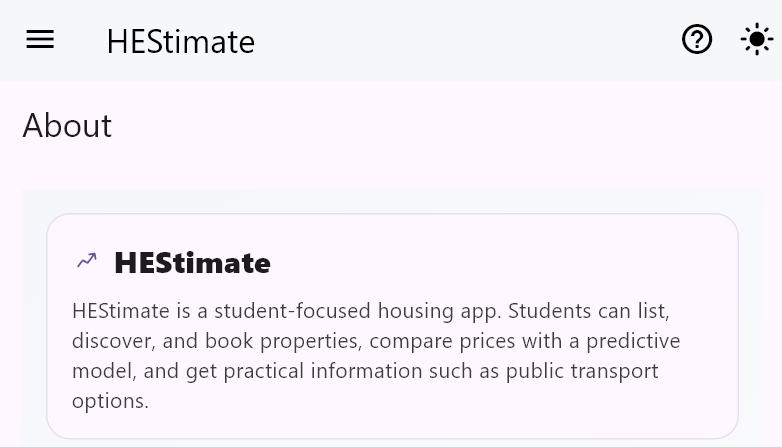 HEStimate
About
HEStimate
HEStimate is a student-focused housing app. Students can list,
discover, and book properties, compare prices with a predictive
model, and get practical information such as public transport
options.